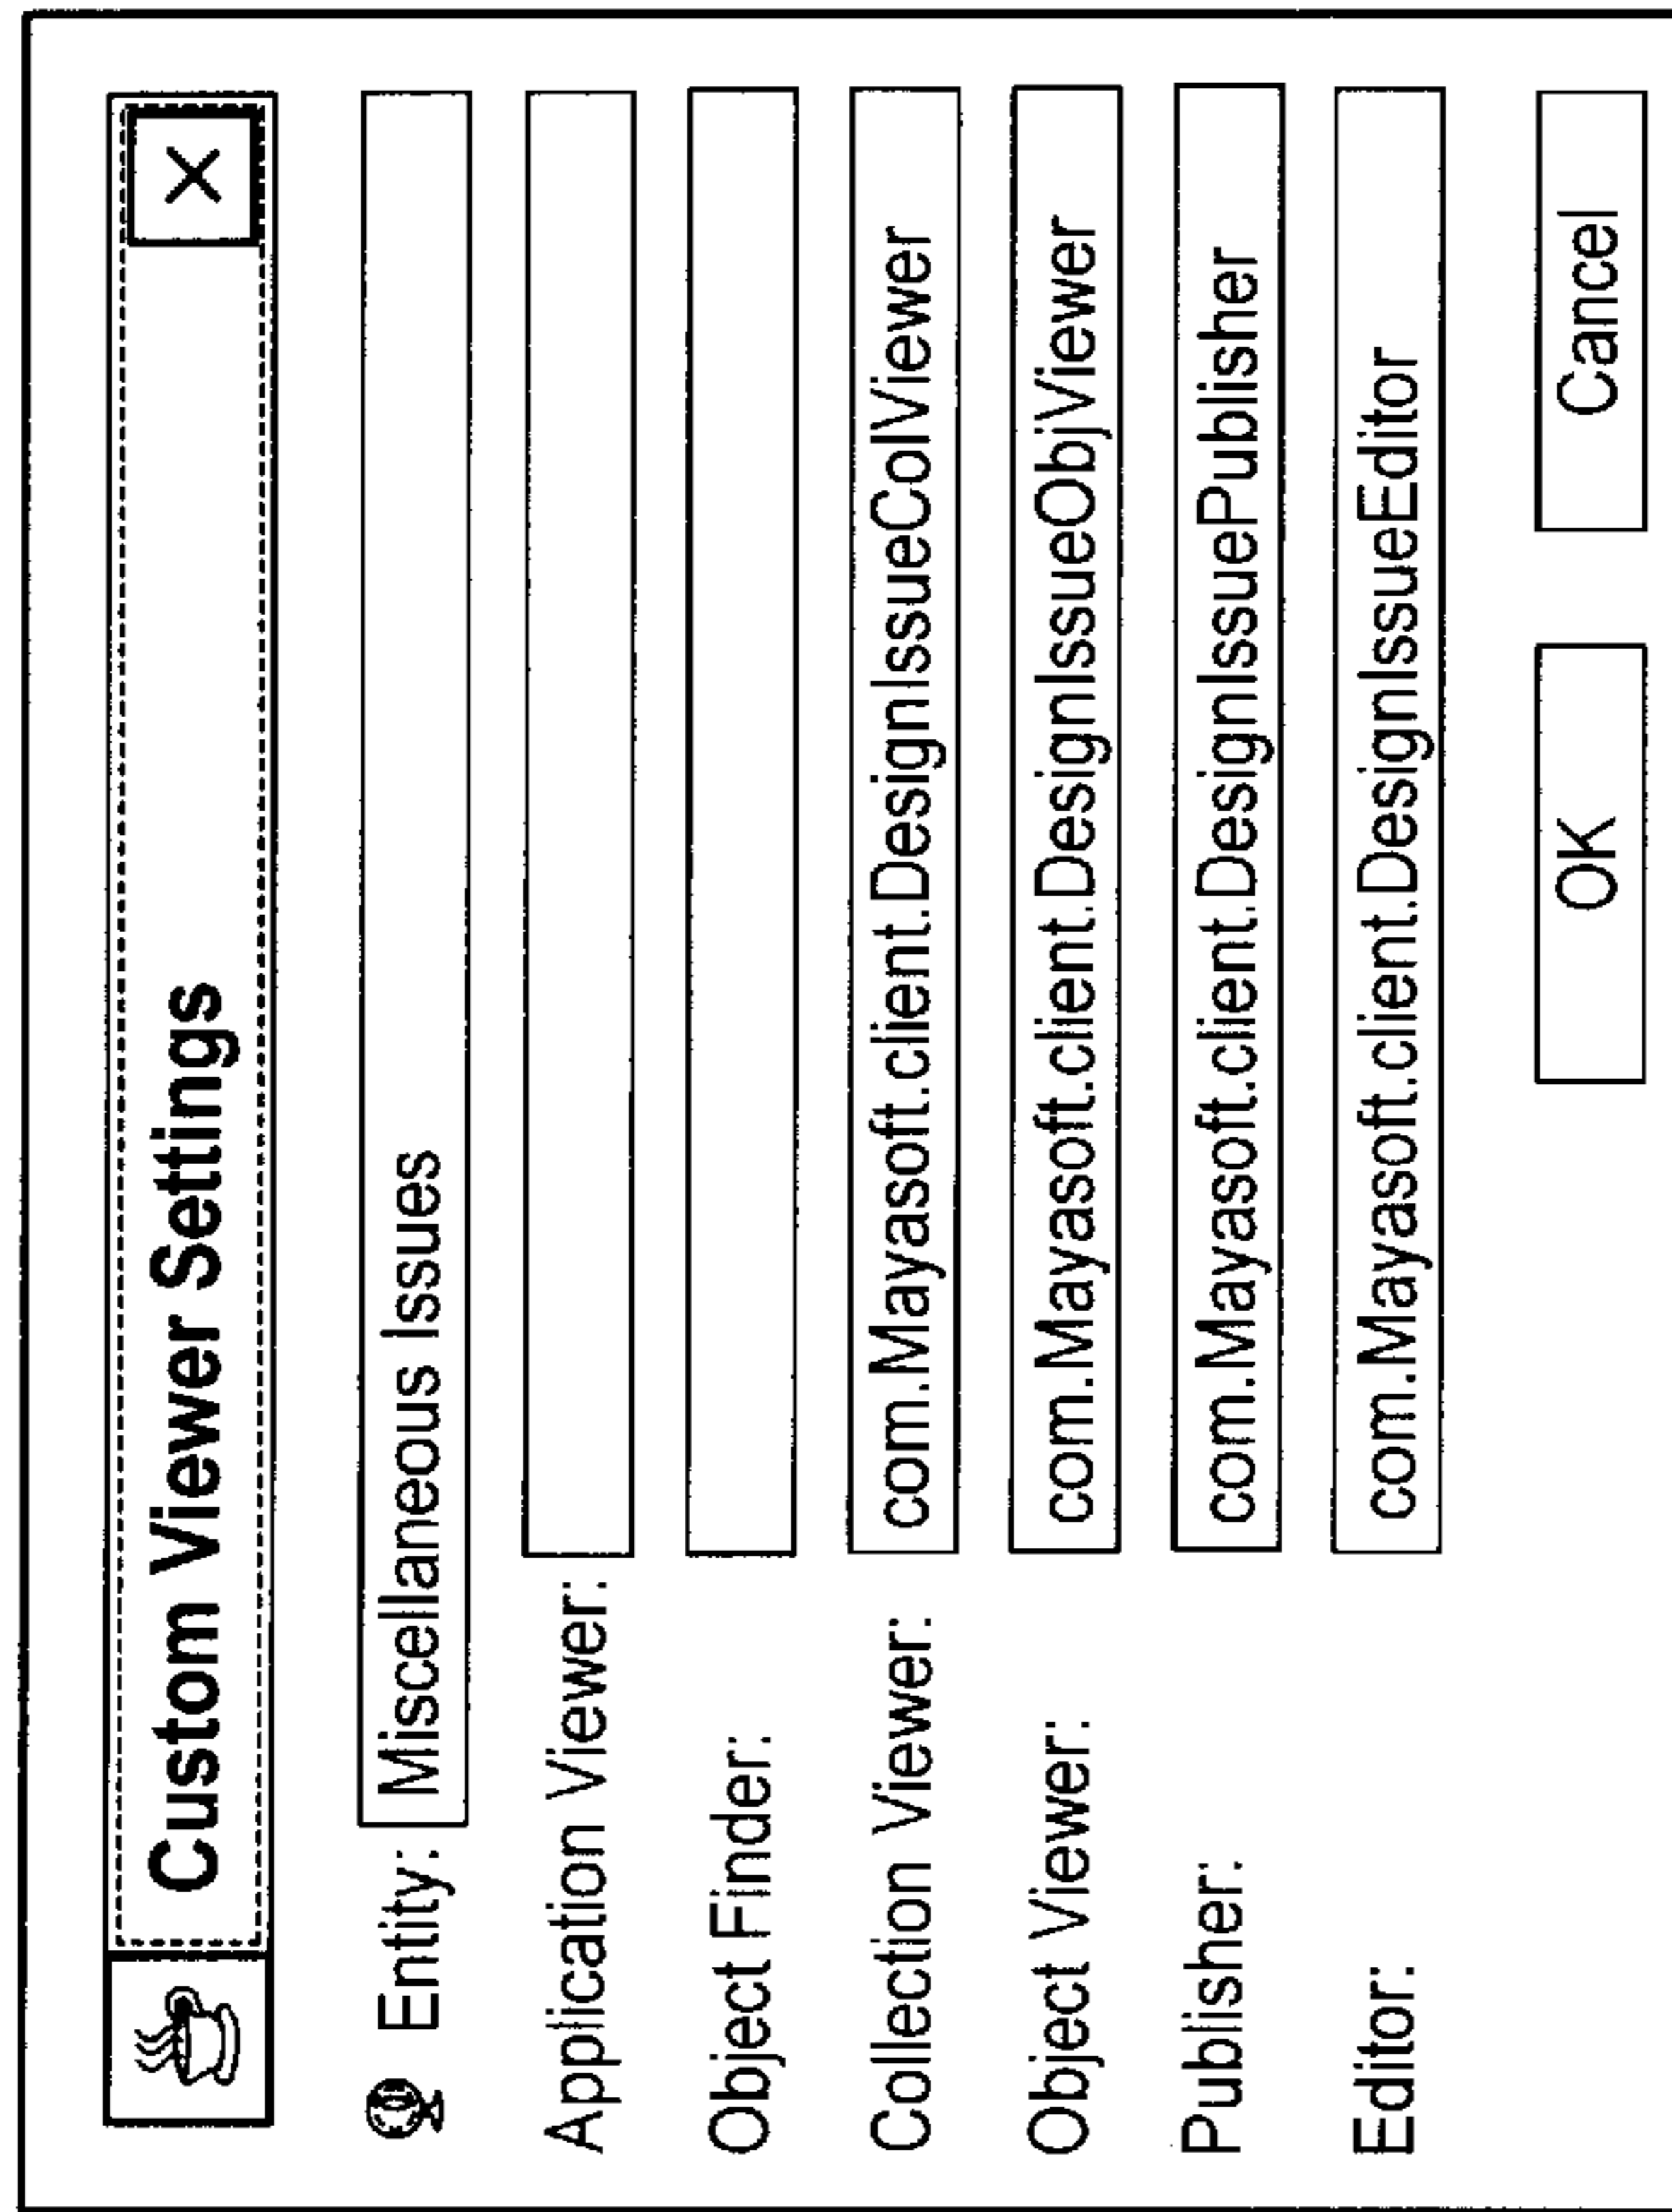 Custom Viewer Settings X
Entity: Miscellaneous Issues
Application Viewer:
Object Finder:
Collection Viewer: com.Mayasoft.client.DesignIssueColViewer
Object Viewer: com.Mayasoft.client.DesignIssueObjViewer
Publisher: com.Mayasoft.client.DesignIssuePublisher
Editor: com.Mayasoft.client.DesignIssueEditor
OK Cancel